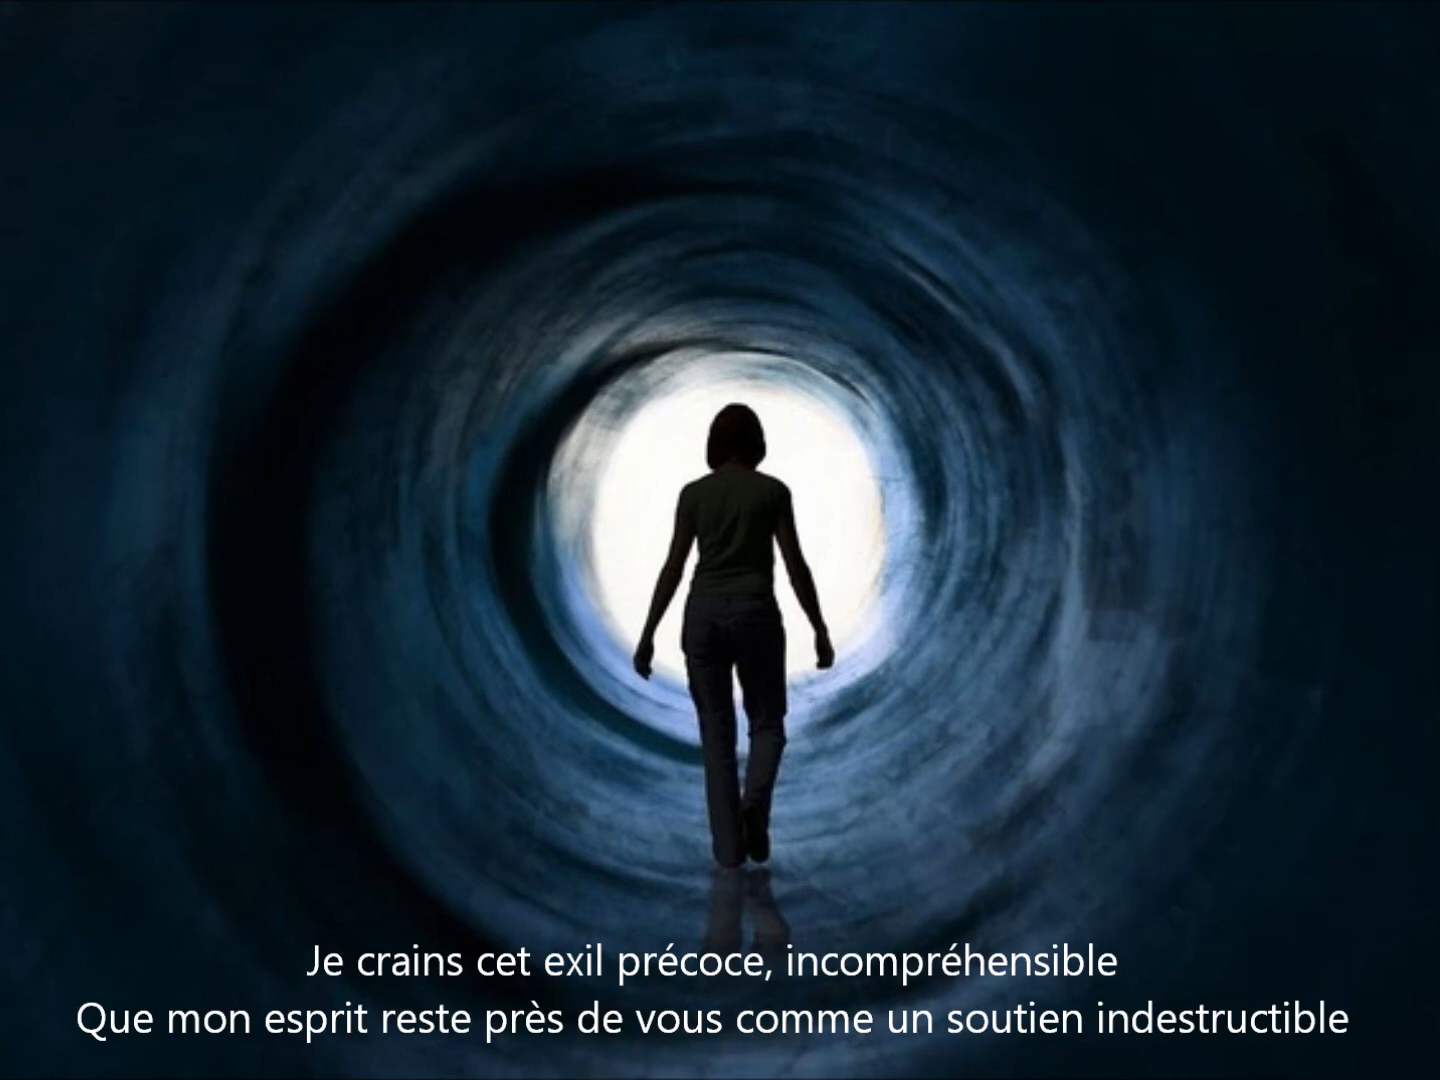 Je crains cet exil précoce, incompréhensible
Que mon esprit reste près de vous comme un soutien indestructible